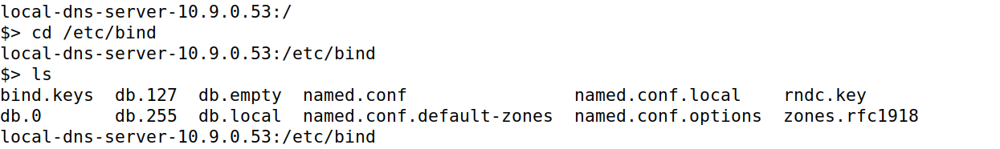 local-dns-server-10.9.0.53:/
$> cd /etc/bind
local-dns-server-10.9.0.53:/etc/bind
$> ls
bind.keys  db.127  db.empty  named.conf                named.conf.local    rndc.key
db.0       db.255  db.local  named.conf.default-zones  named.conf.options  zones.rfc1918
local-dns-server-10.9.0.53:/etc/bind